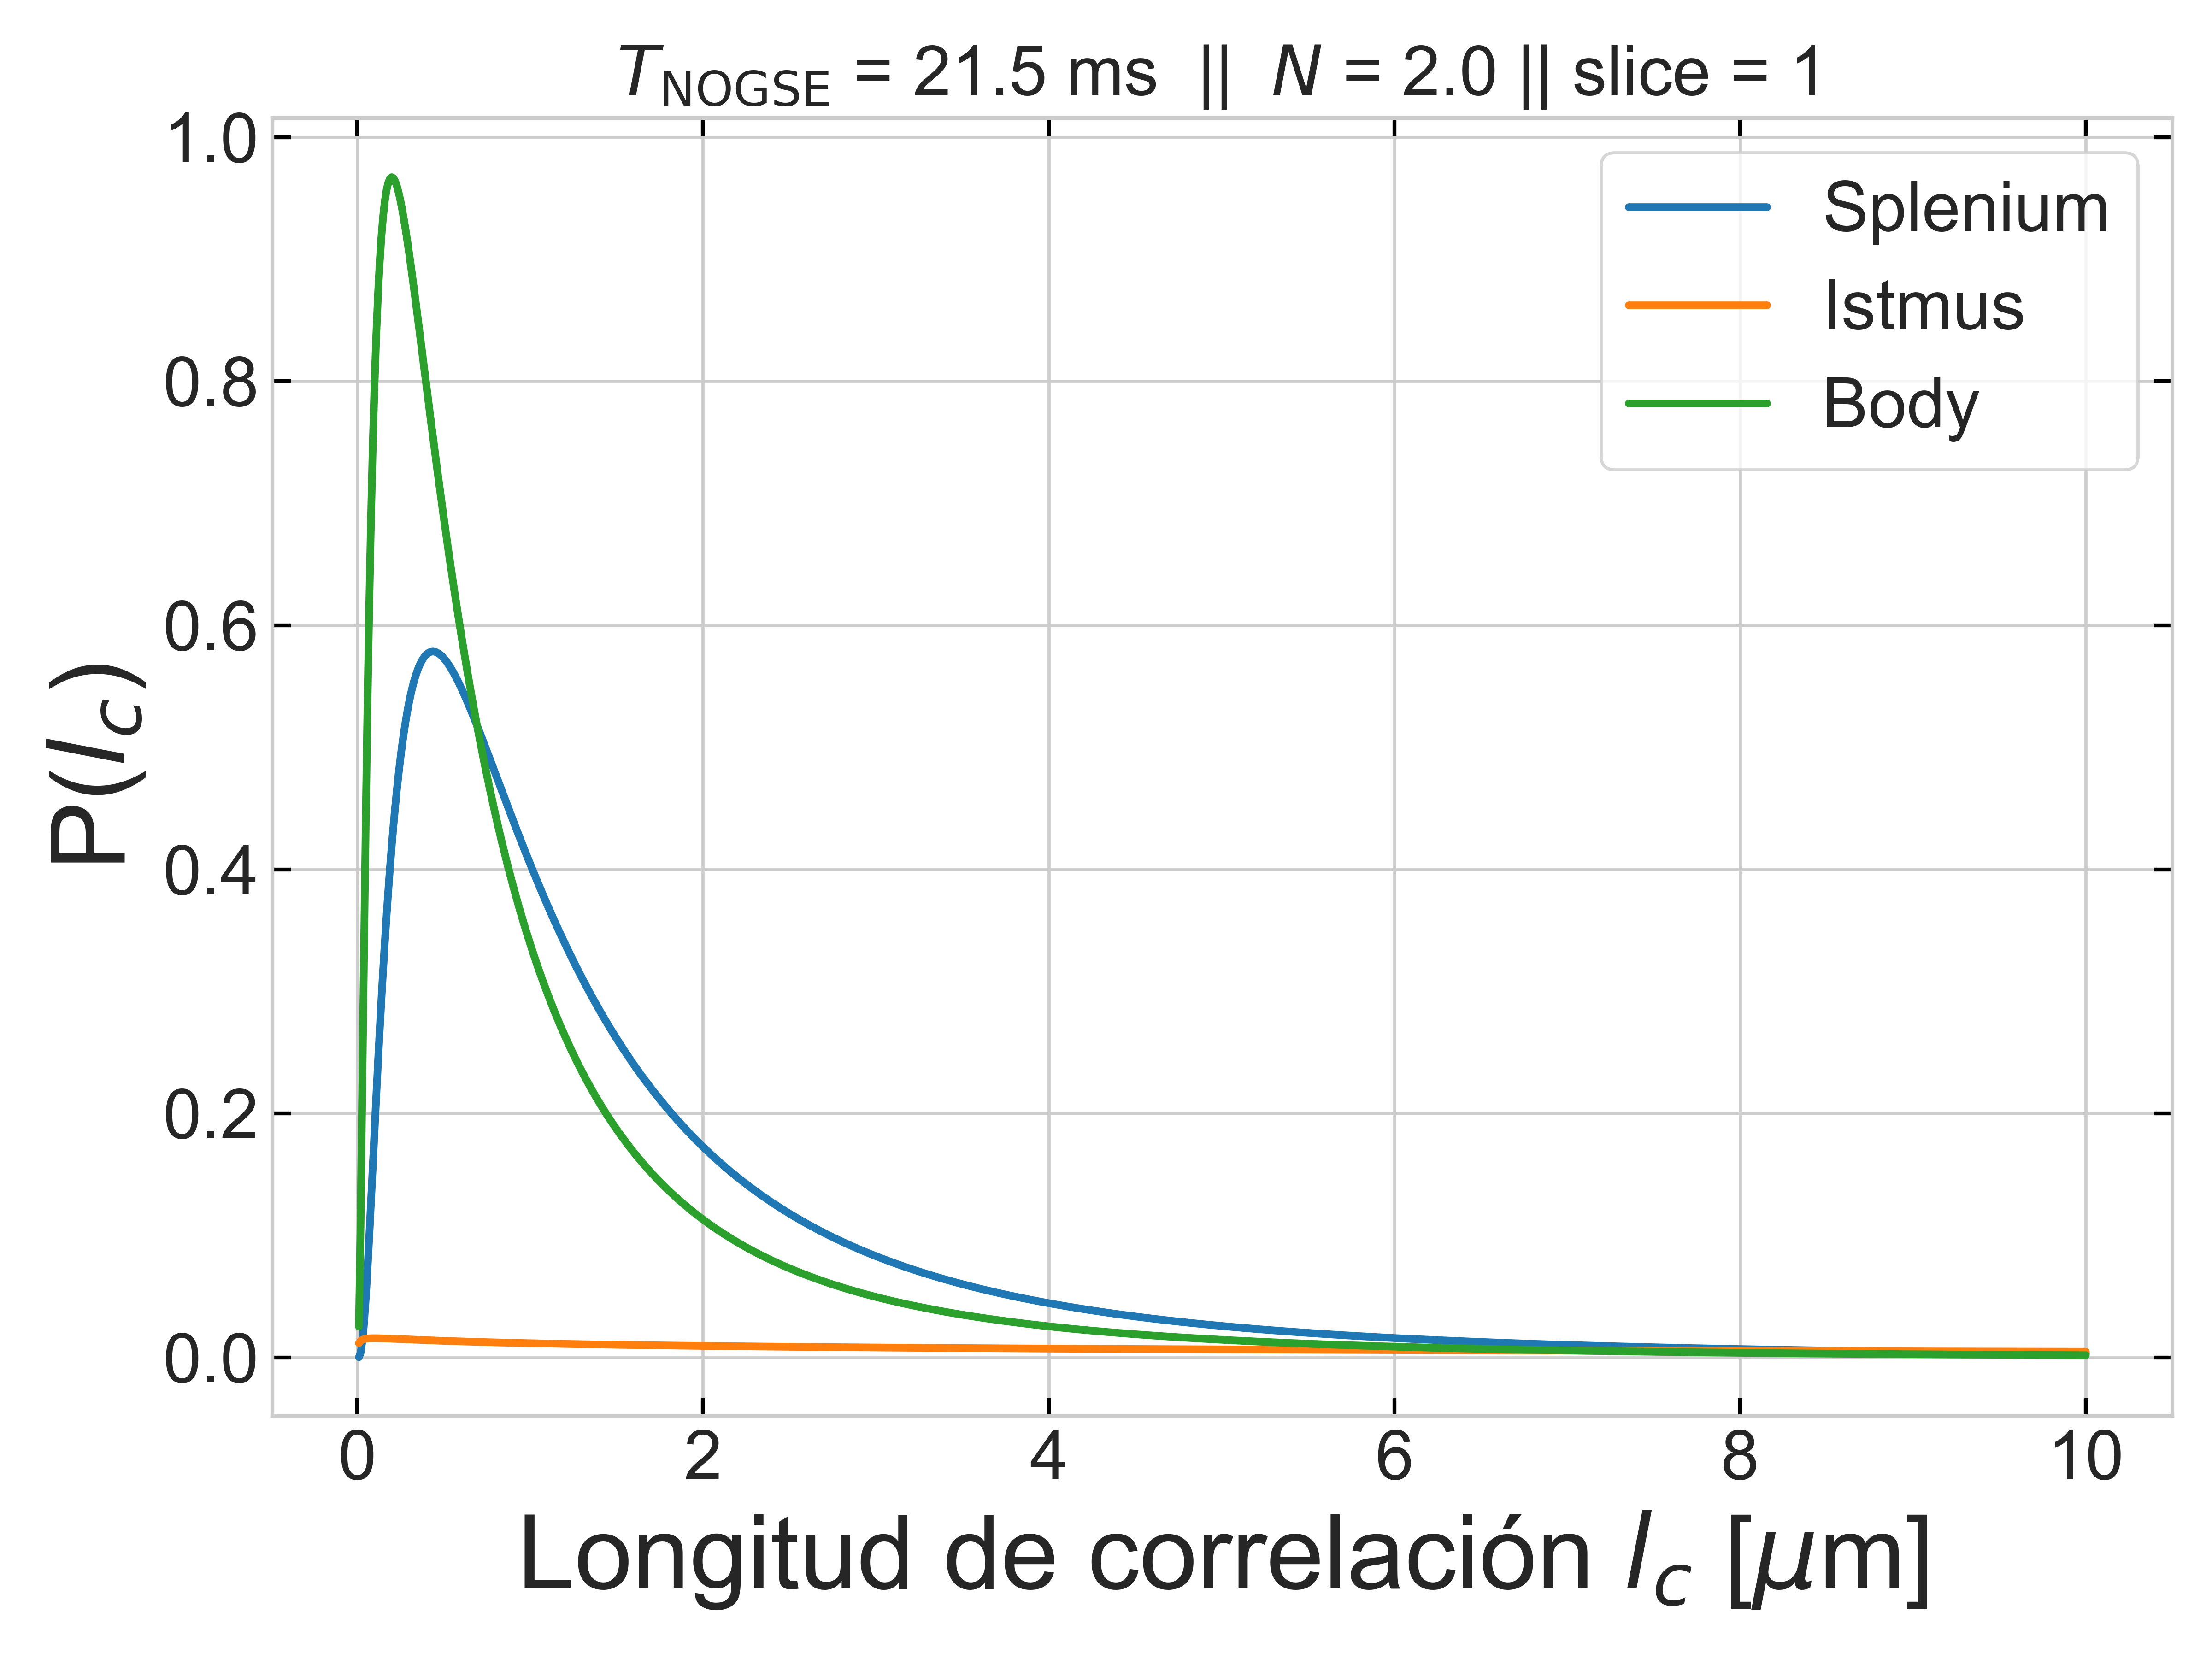 T_NOGSE = 21.5 ms || N = 2.0 || slice = 1
1.0
0.8
0.6
0.4
0.2
0.0
P(l_c)
Splenium
Istmus
Body
0 2 4 6 8 10
Longitud de correlación l_c [μm]